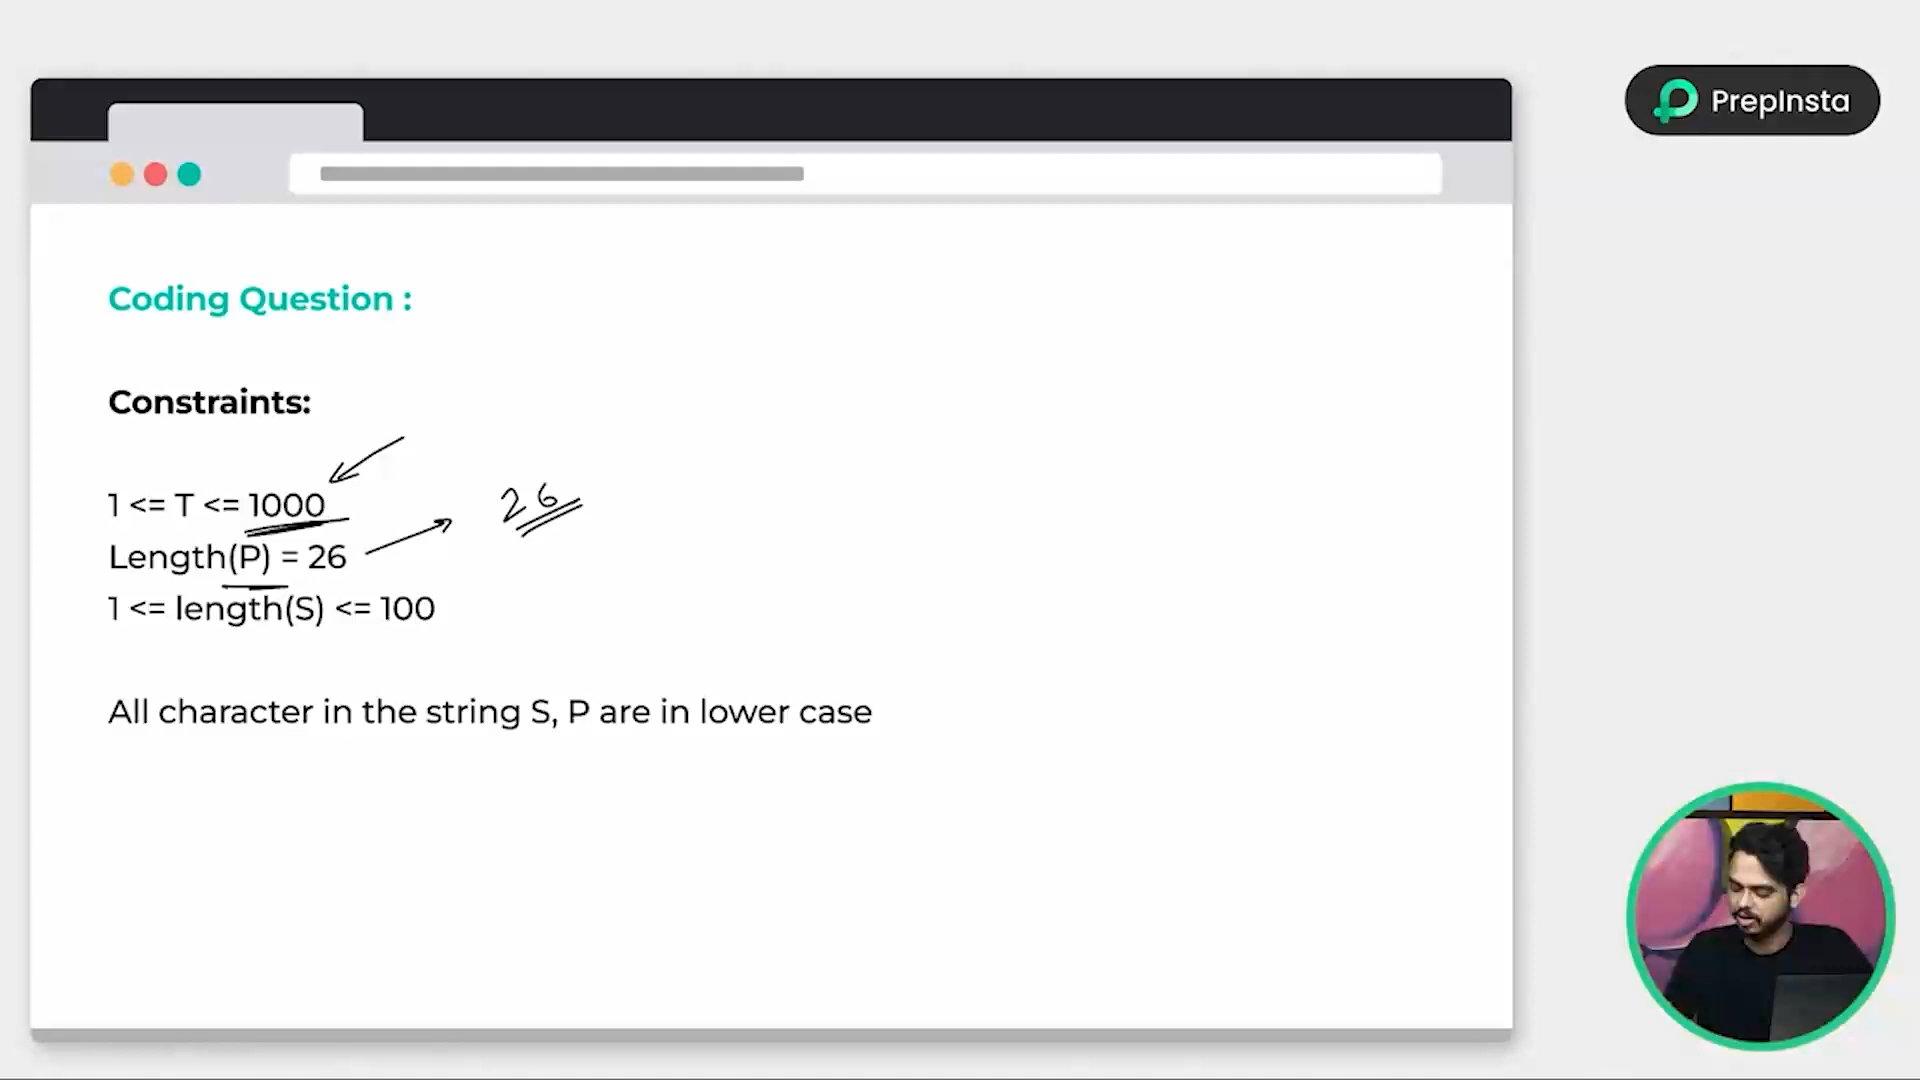 PrepInsta
Coding Question :
Constraints:
1 <= T <= 1000
26
Length(P) = 26
1 <= length(S) <= 100
All character in the string S, P are in lower case